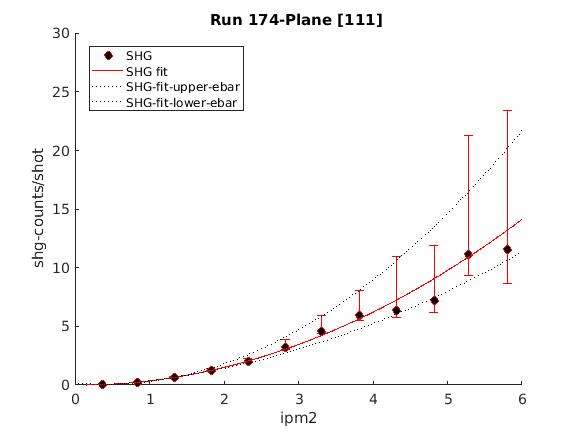 Run 174-Plane [111]
30
25
20
15
10
5
0
shg-counts/shot
SHG
SHG fit
SHG-fit-upper-ebar
SHG-fit-lower-ebar
0 1 2 3 4 5 6
ipm2